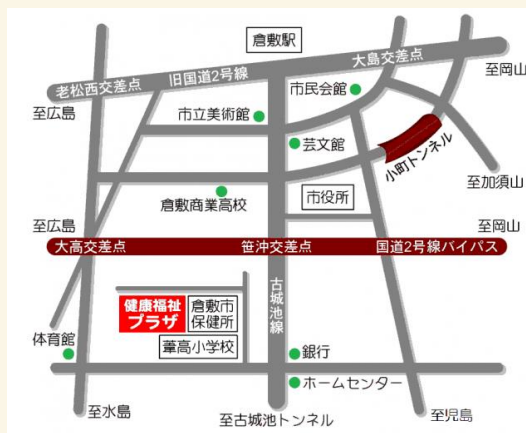 倉敷駅
大島交差点
至岡山
老松西交差点
旧国道2号線
市民会館
至広島
市立美術館
芸文館
小町トンネル
至加須山
倉敷商業高校
市役所
至広島
至岡山
大高交差点
笹沖交差点
国道2号線バイパス
健康福祉
プラザ
倉敷市
保健所
古城池線
体育館
葦高小学校
銀行
ホームセンター
至水島
至古城池トンネル
至児島